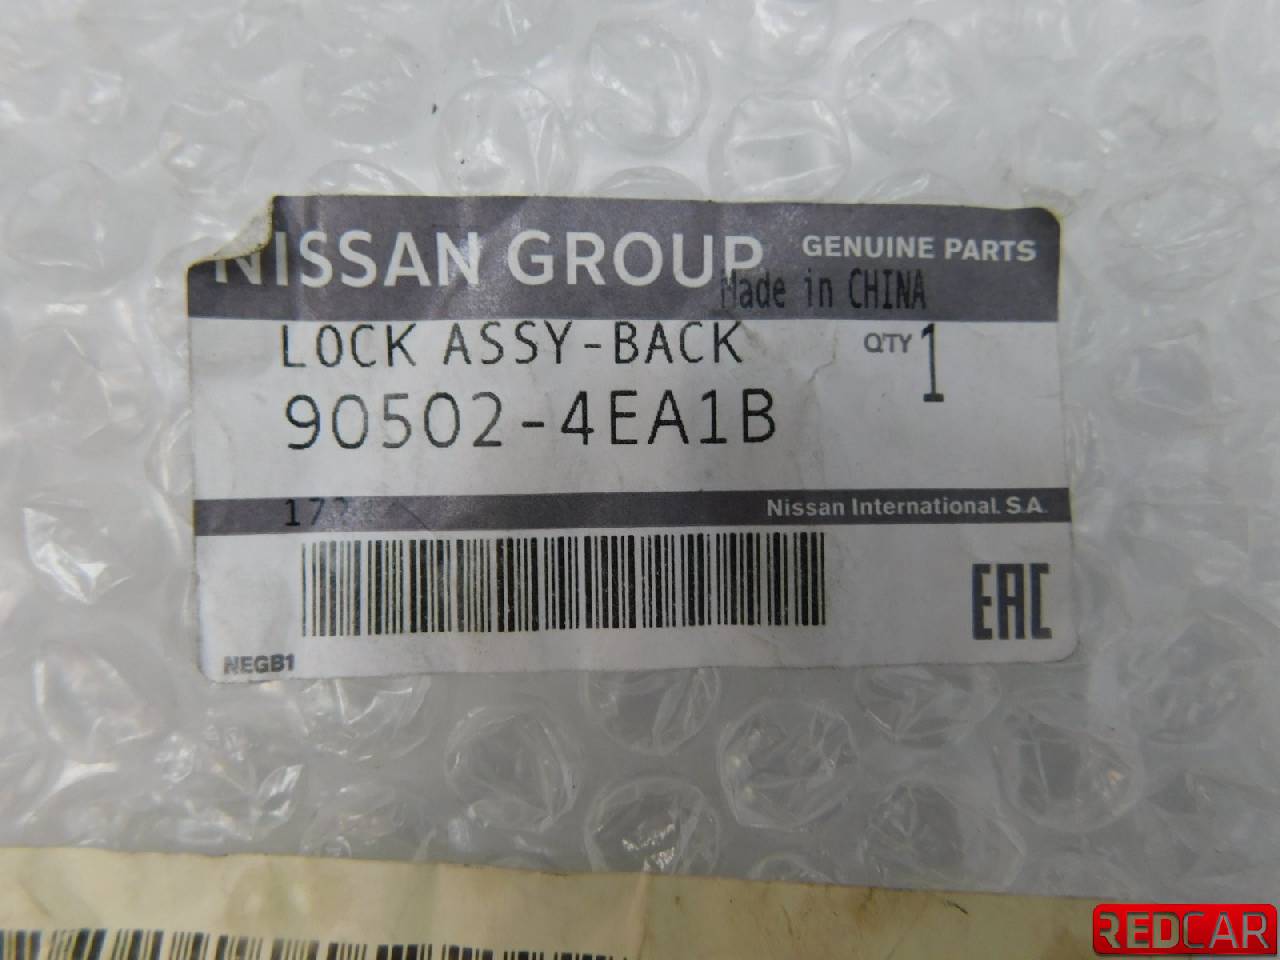 NISSAN GROUP GENUINE PARTS
Made in CHINA
LOCK ASSY-BACK QTY 1
90502-4EA1B
Nissan International. S.A.
EAC
NEGB1
REDCAR